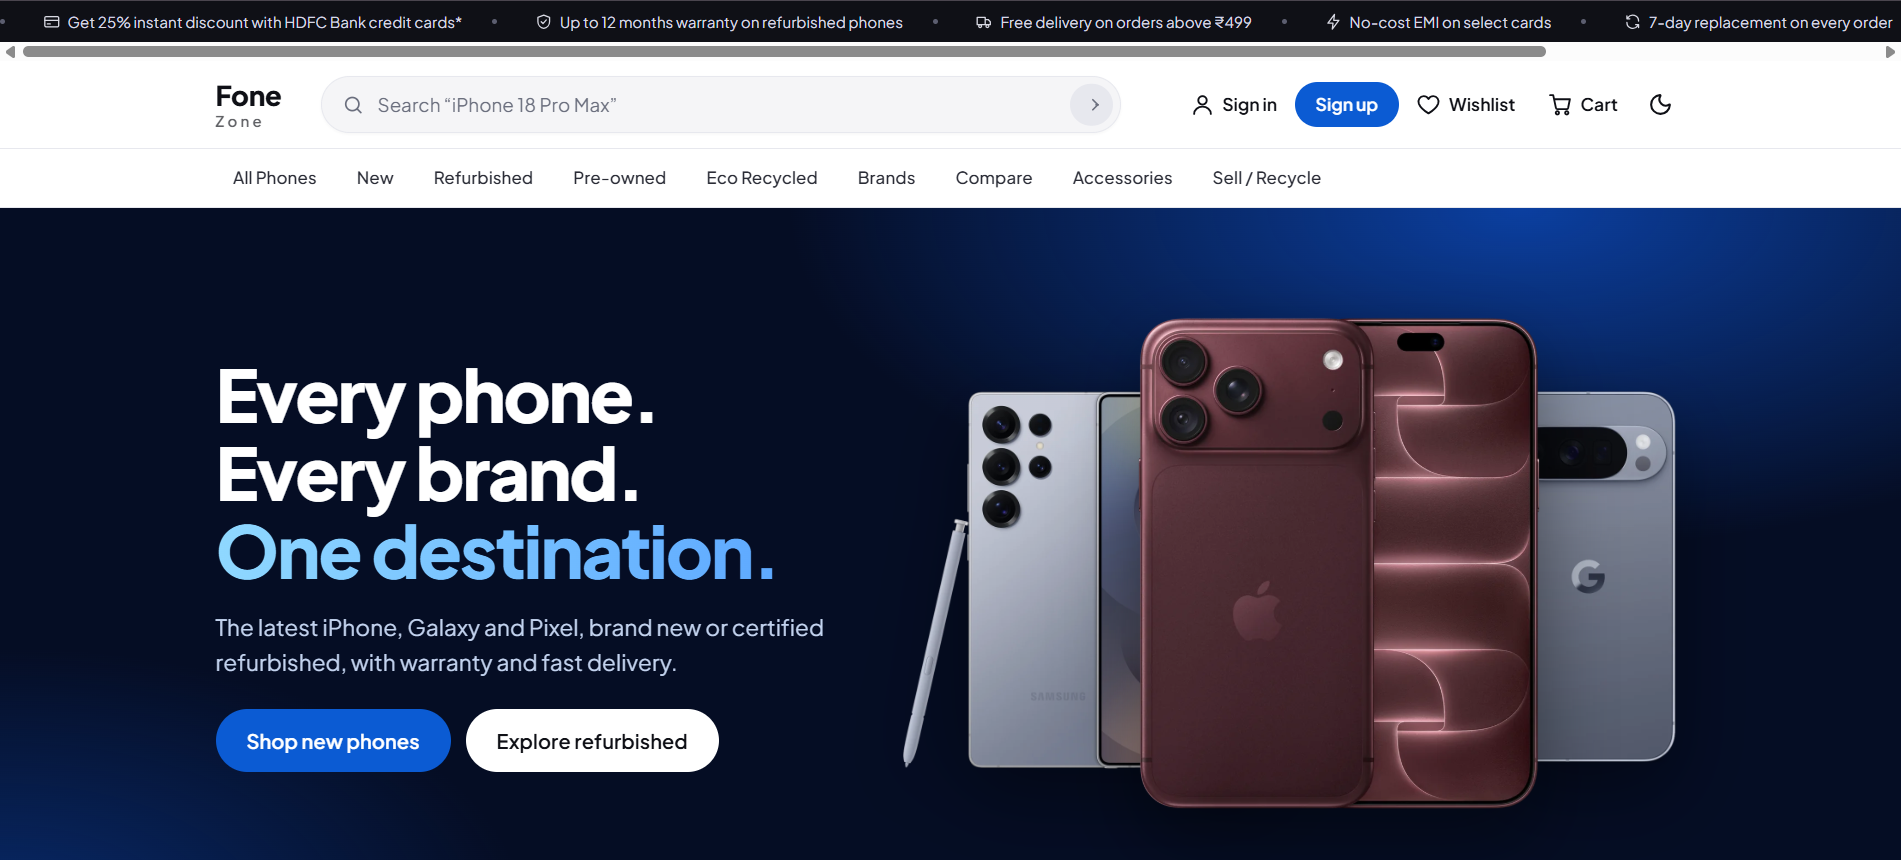 Get 25% instant discount with HDFC Bank credit cards*
Up to 12 months warranty on refurbished phones
Free delivery on orders above ₹499
No-cost EMI on select cards
7-day replacement on every order
Fone
Zone
Search “iPhone 18 Pro Max”
Sign in
Sign up
Wishlist
Cart
All Phones
New
Refurbished
Pre-owned
Eco Recycled
Brands
Compare
Accessories
Sell / Recycle
Every phone.
Every brand.
One destination.
The latest iPhone, Galaxy and Pixel, brand new or certified
refurbished, with warranty and fast delivery.
Shop new phones
Explore refurbished
SAMSUNG
G